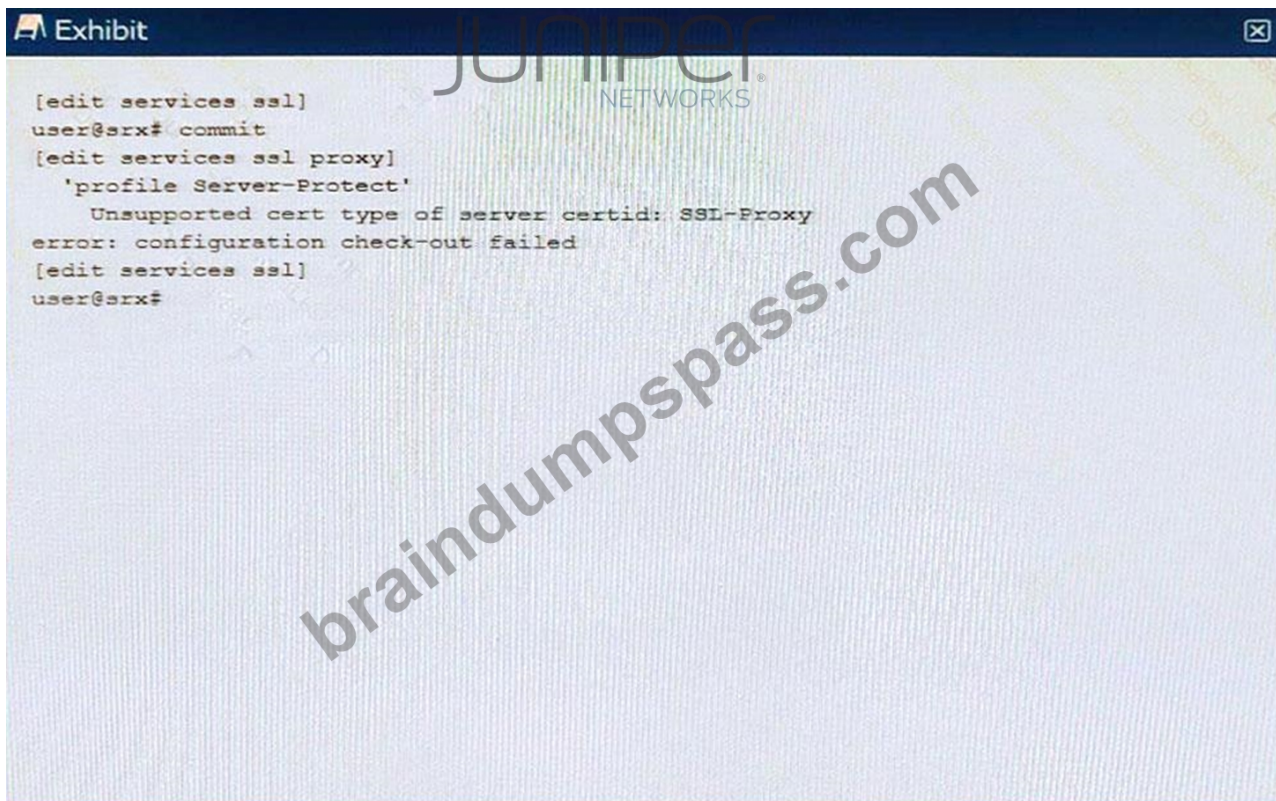 Exhibit
JUNIPER
NETWORKS
[edit services ssl]
user@srx# commit
[edit services ssl proxy]
'profile Server-Protect'
Unsupported cert type of server certid: SSL-Proxy
error: configuration check-out failed
[edit services ssl]
user@srx#
braindumpspass.com